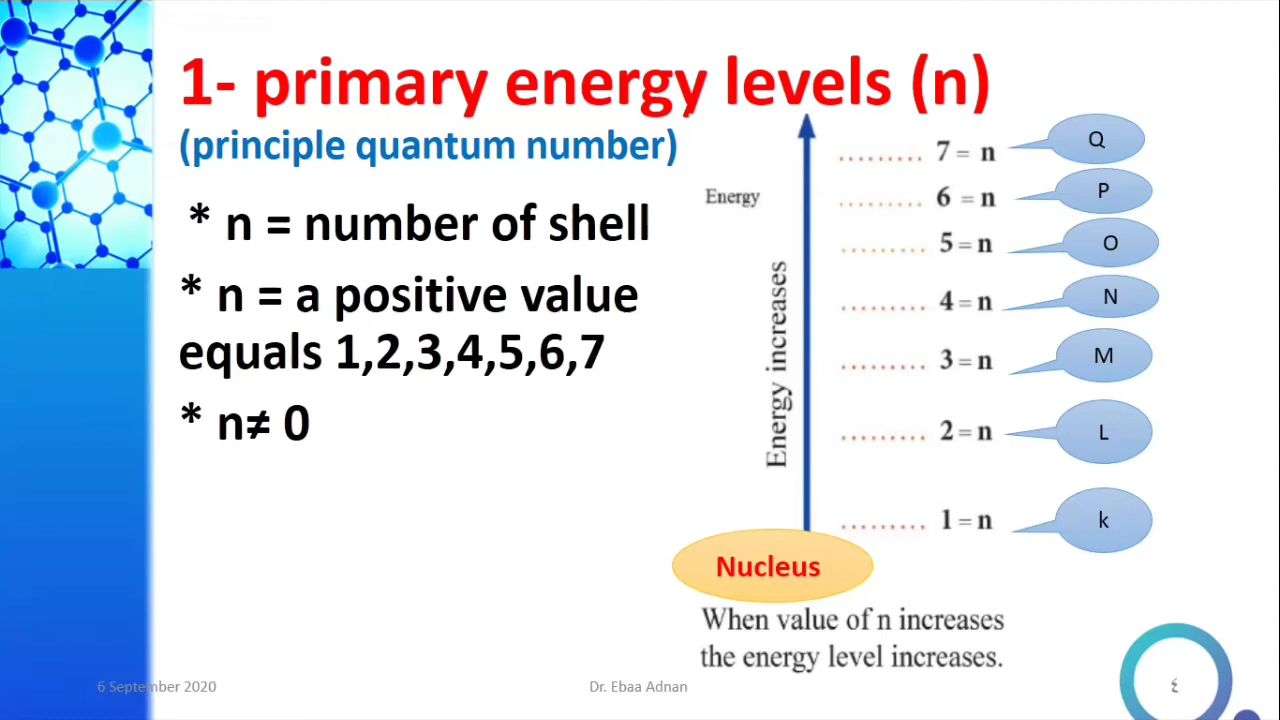 1- primary energy levels (n)
(principle quantum number)
* n = number of shell
* n = a positive value
equals 1,2,3,4,5,6,7
* n≠ 0
Energy
Energy increases
......... 7 = n
Q
......... 6 = n
P
......... 5 = n
O
......... 4 = n
N
......... 3 = n
M
......... 2 = n
L
......... 1 = n
k
Nucleus
When value of n increases
the energy level increases.
6 September 2020
Dr. Ebaa Adnan
٤